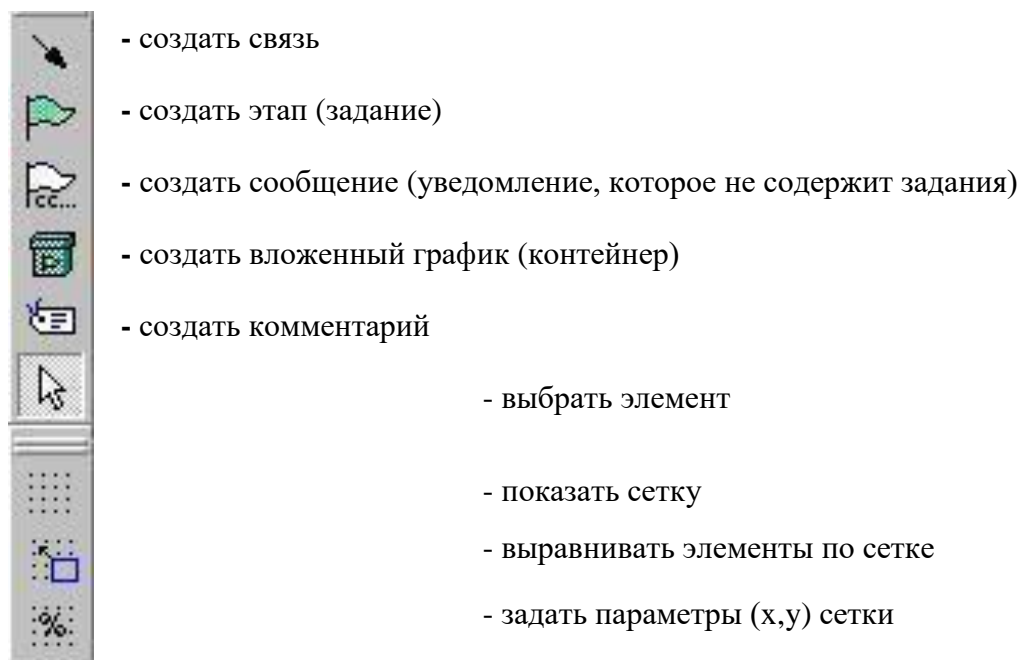 - создать связь
- создать этап (задание)
- создать сообщение (уведомление, которое не содержит задания)
cc...
- создать вложенный график (контейнер)
P
- создать комментарий
- выбрать элемент
- показать сетку
- выравнивать элементы по сетке
- задать параметры (x,y) сетки
%